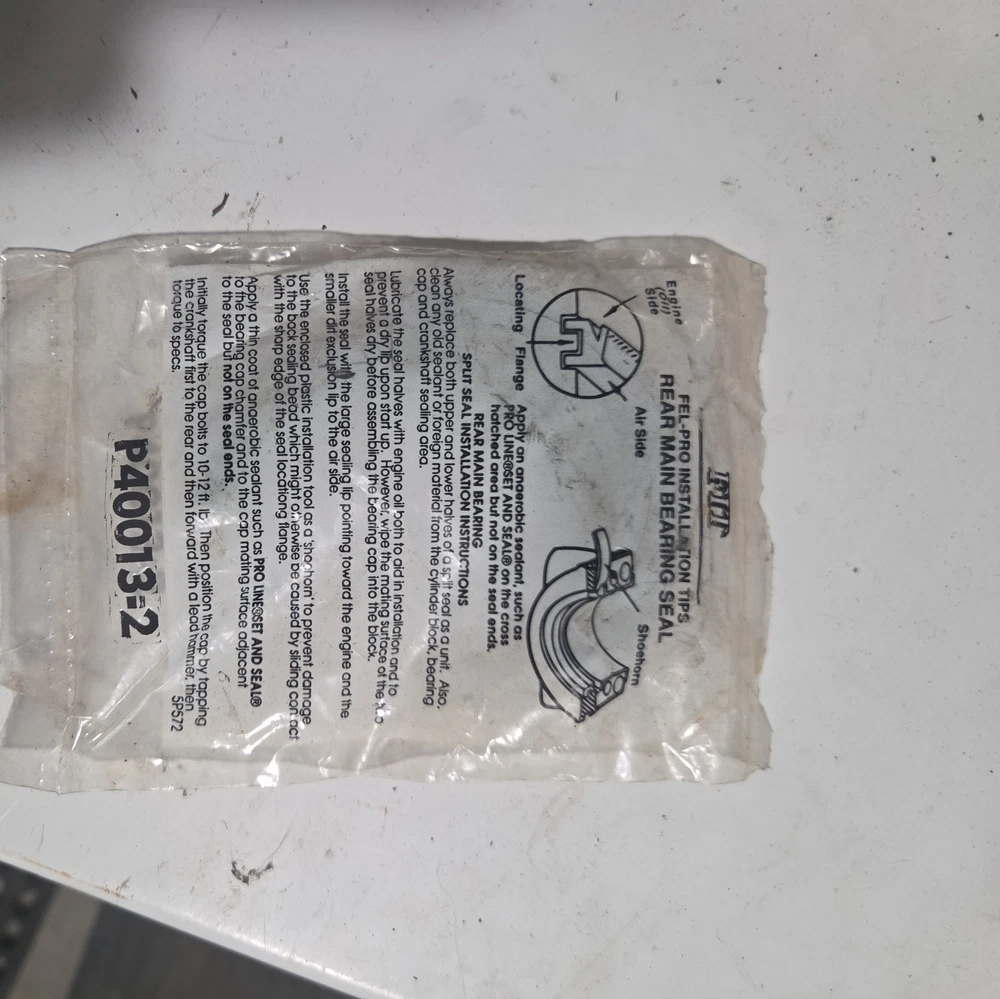 FEL-PRO INSTALLATION TIPS
REAR MAIN BEARING SEAL
Engine
(Oil)
Side
Air Side
Shoehorn
Locating Flange
Apply an anaerobic sealant, such as
PRO LINE®SET AND SEAL® on the cross
hatched area but not on the seal ends.
REAR MAIN BEARING
SPLIT SEAL INSTALLATION INSTRUCTIONS
Always replace both upper and lower halves of a split seal as a unit. Also,
clean any old sealant or foreign material from the cylinder block, bearing
cap and crankshaft sealing area.
Lubricate the seal halves with engine oil both to aid in installation and to
prevent a dry lip upon start up. However, wipe the mating surface of the two
seal halves dry before assembling the bearing cap into the block.
Install the seal with the large sealing lip pointing toward the engine and the
smaller dirt exclusion lip to the air side.
Use the enclosed plastic installation tool as a 'shoehorn' to prevent damage
to the back sealing bead which might otherwise be caused by sliding contact
with the sharp edge of the seal locating flange.
Apply a thin coat of anaerobic sealant such as PRO LINE®SET AND SEAL®
to the bearing cap chamfer and to the cap mating surface adjacent
to the seal but not on the seal ends.
Initially torque the cap bolts to 10-12 ft. lb. Then position the cap by tapping
the crankshaft first to the rear and then forward with a lead hammer, then
torque to specs.
SP572
P40013-2